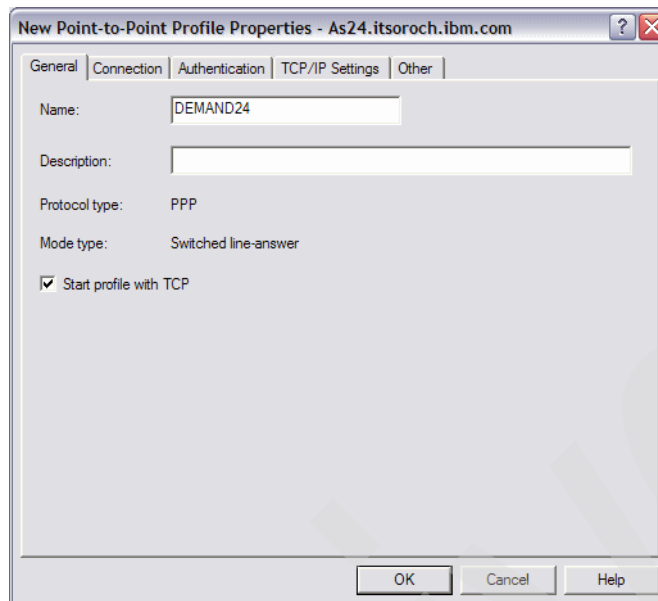 New Point-to-Point Profile Properties - As24.itsoroch.ibm.com
General Connection Authentication TCP/IP Settings Other
Name: DEMAND24
Description:
Protocol type: PPP
Mode type: Switched line-answer
Start profile with TCP
OK Cancel Help